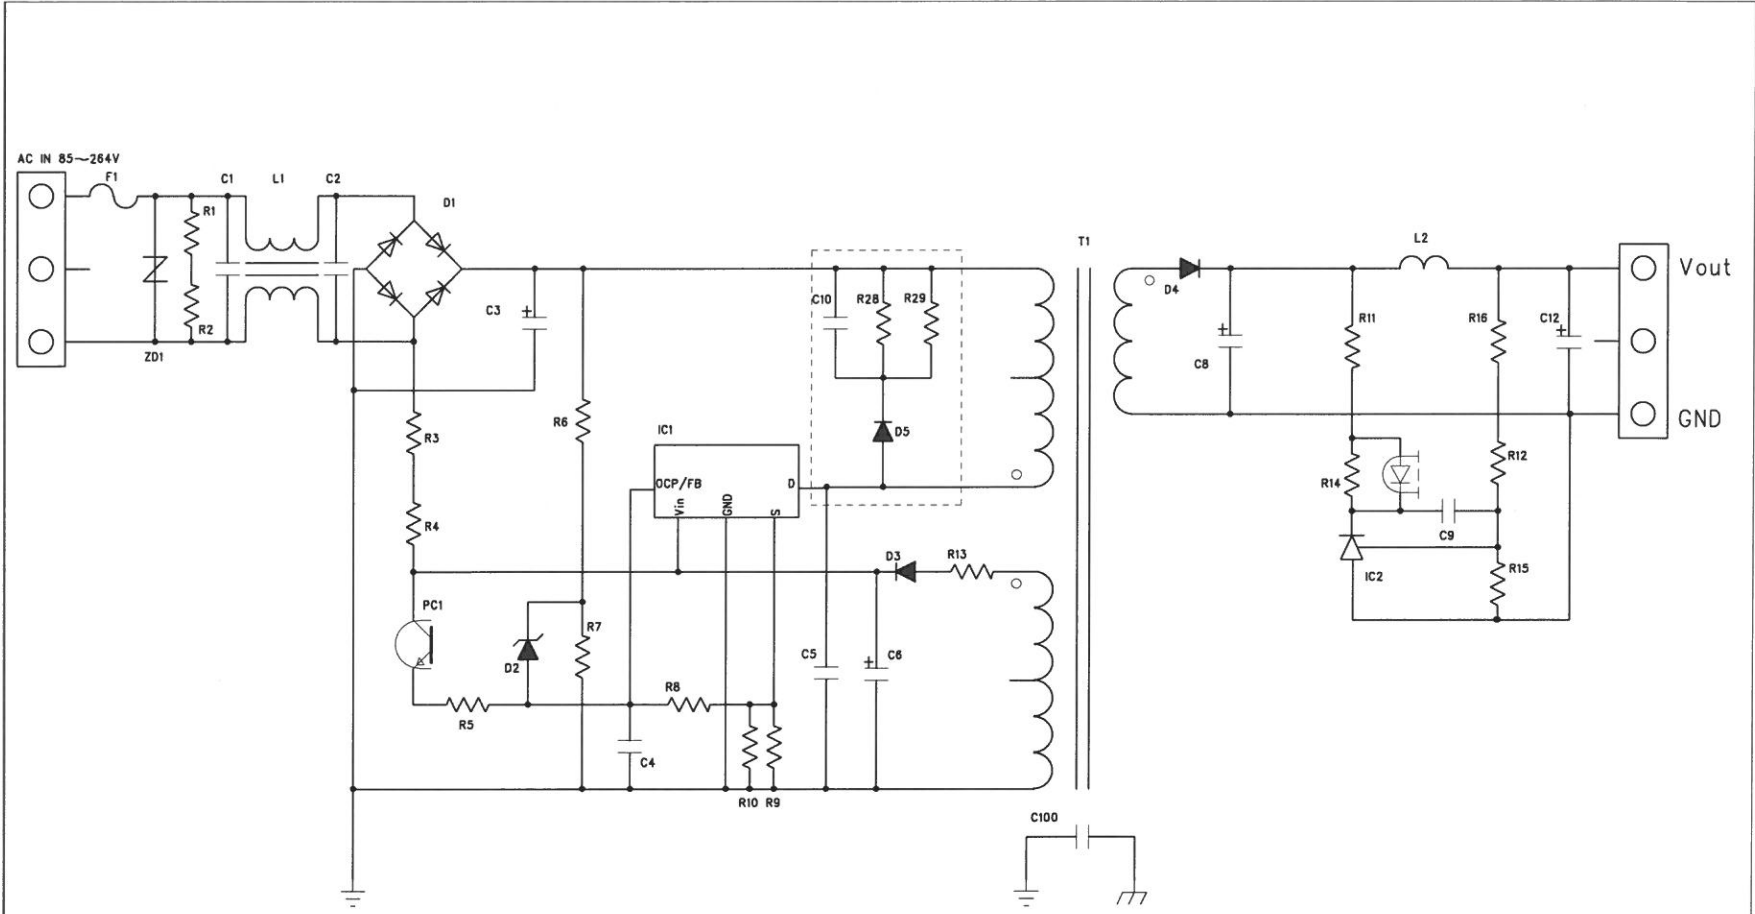 AC IN 85~264V
F1
C1
L1
C2
D1
R1
R2
ZD1
C3
R3
R4
R6
IC1
OCP/FB
Vin
GND
S
D
C10
R28
R29
D5
T1
D4
C8
L2
R11
R16
C12
Vout
GND
R14
R12
C9
IC2
R15
PC1
D2
R7
R5
R8
C4
R10
R9
C5
C6
D3
R13
C100